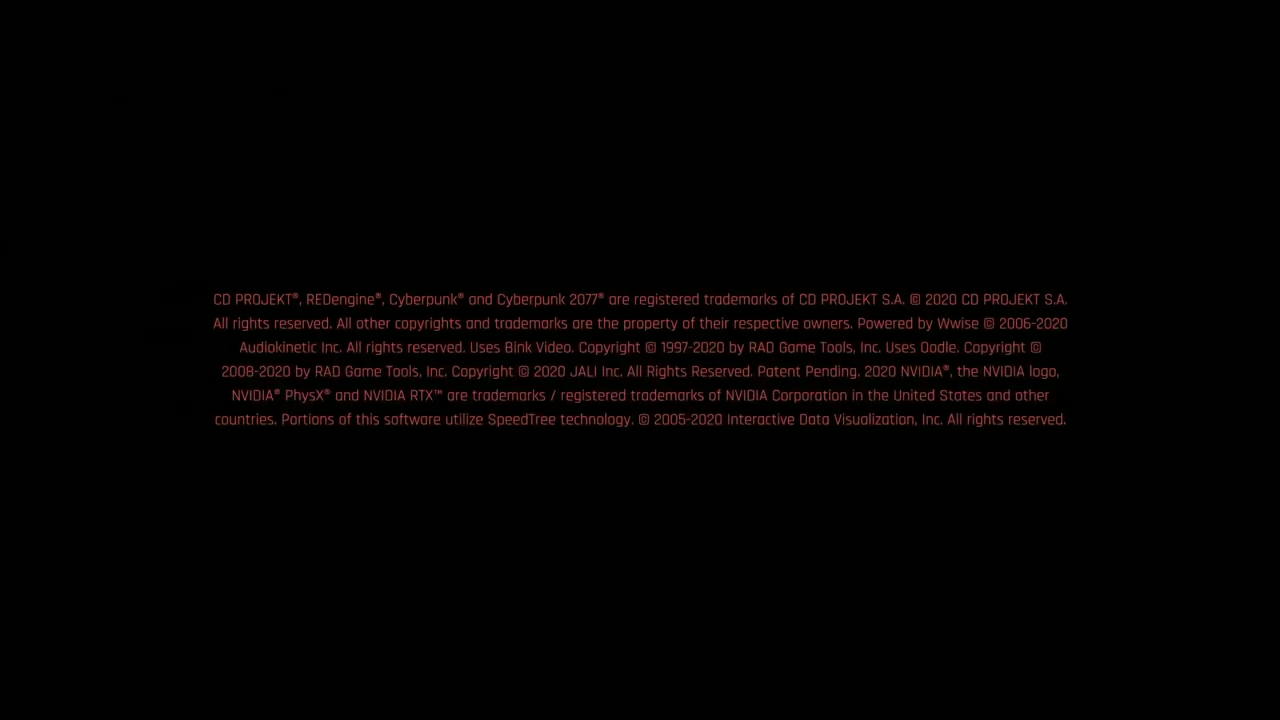 CD PROJEKT®, REDengine®, Cyberpunk® and Cyberpunk 2077® are registered trademarks of CD PROJEKT S.A. © 2020 CD PROJEKT S.A.
All rights reserved. All other copyrights and trademarks are the property of their respective owners. Powered by Wwise © 2006-2020
Audiokinetic Inc. All rights reserved. Uses Bink Video. Copyright © 1997-2020 by RAD Game Tools, Inc. Uses Oodle. Copyright ©
2008-2020 by RAD Game Tools, Inc. Copyright © 2020 JALI Inc. All Rights Reserved. Patent Pending. 2020 NVIDIA®, the NVIDIA logo,
NVIDIA® PhysX® and NVIDIA RTX™ are trademarks / registered trademarks of NVIDIA Corporation in the United States and other
countries. Portions of this software utilize SpeedTree technology. © 2005-2020 Interactive Data Visualization, Inc. All rights reserved.